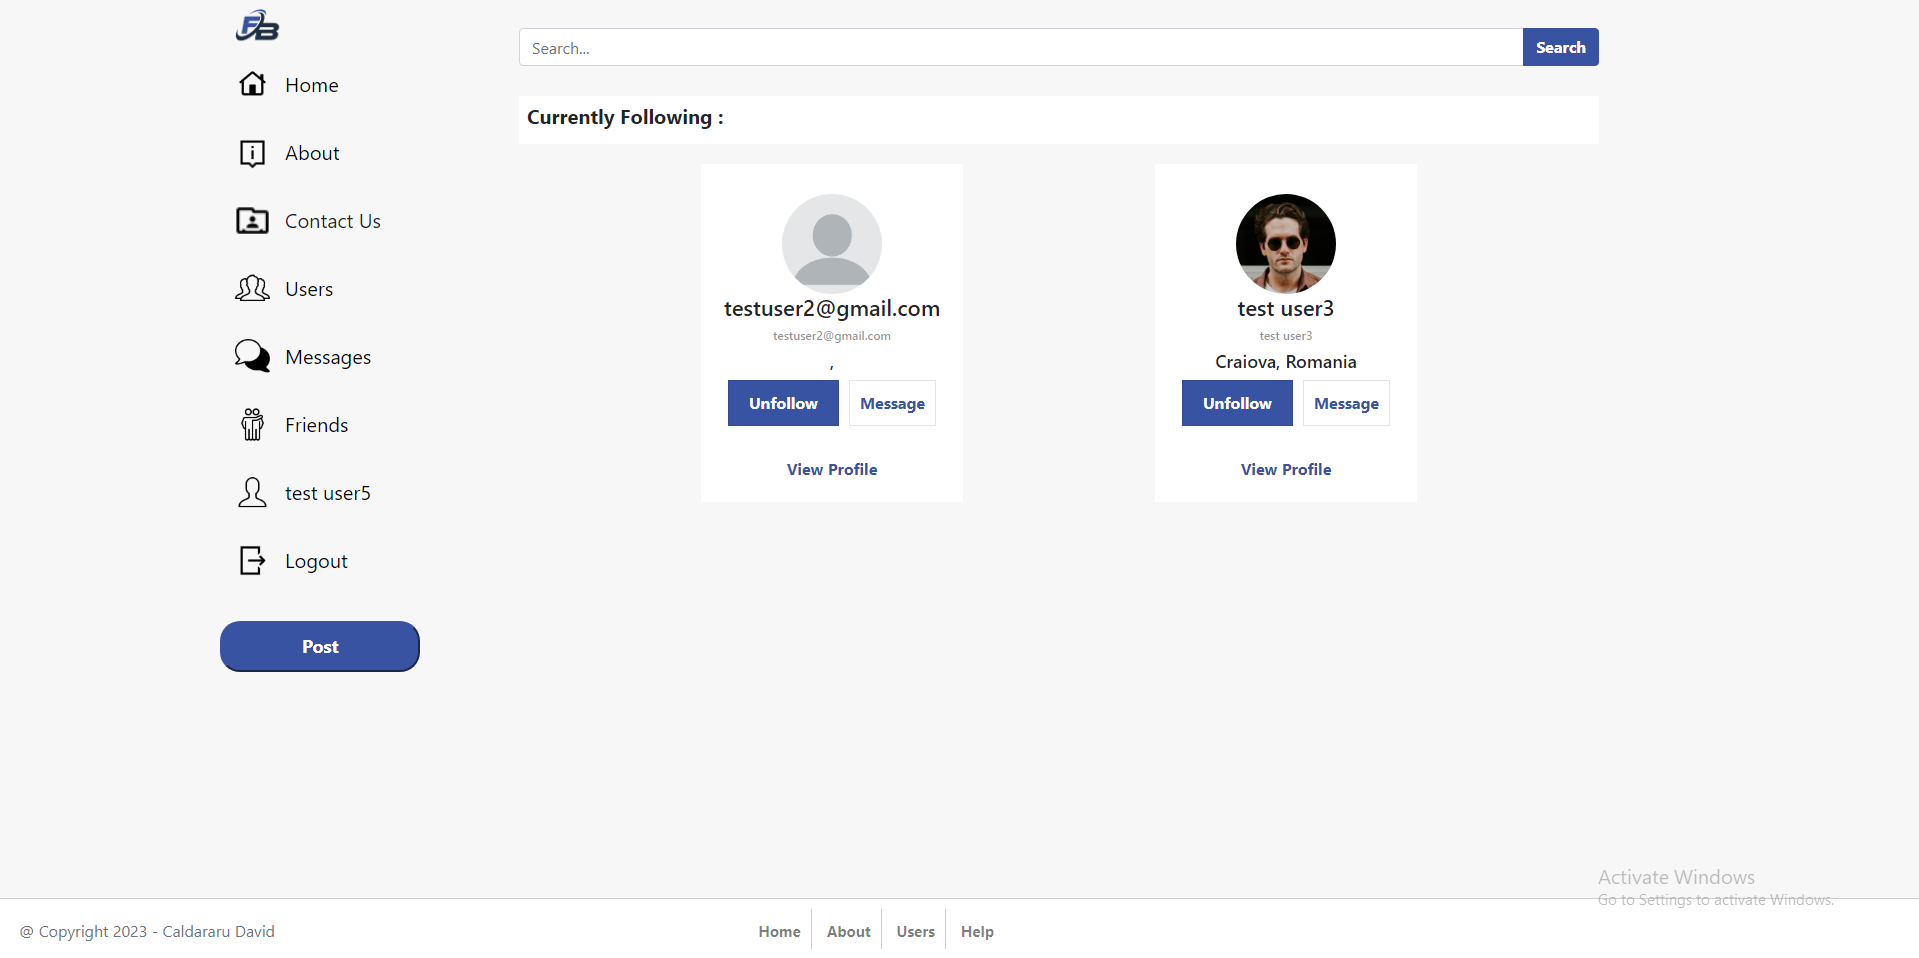 FB
Home
About
Contact Us
Users
Messages
Friends
test user5
Logout
Post
Search...
Search
Currently Following :
testuser2@gmail.com
testuser2@gmail.com
,
Unfollow Message
View Profile
test user3
test user3
Craiova, Romania
Unfollow Message
View Profile
Activate Windows
Go to Settings to activate Windows.
@ Copyright 2023 - Caldararu David
Home About Users Help